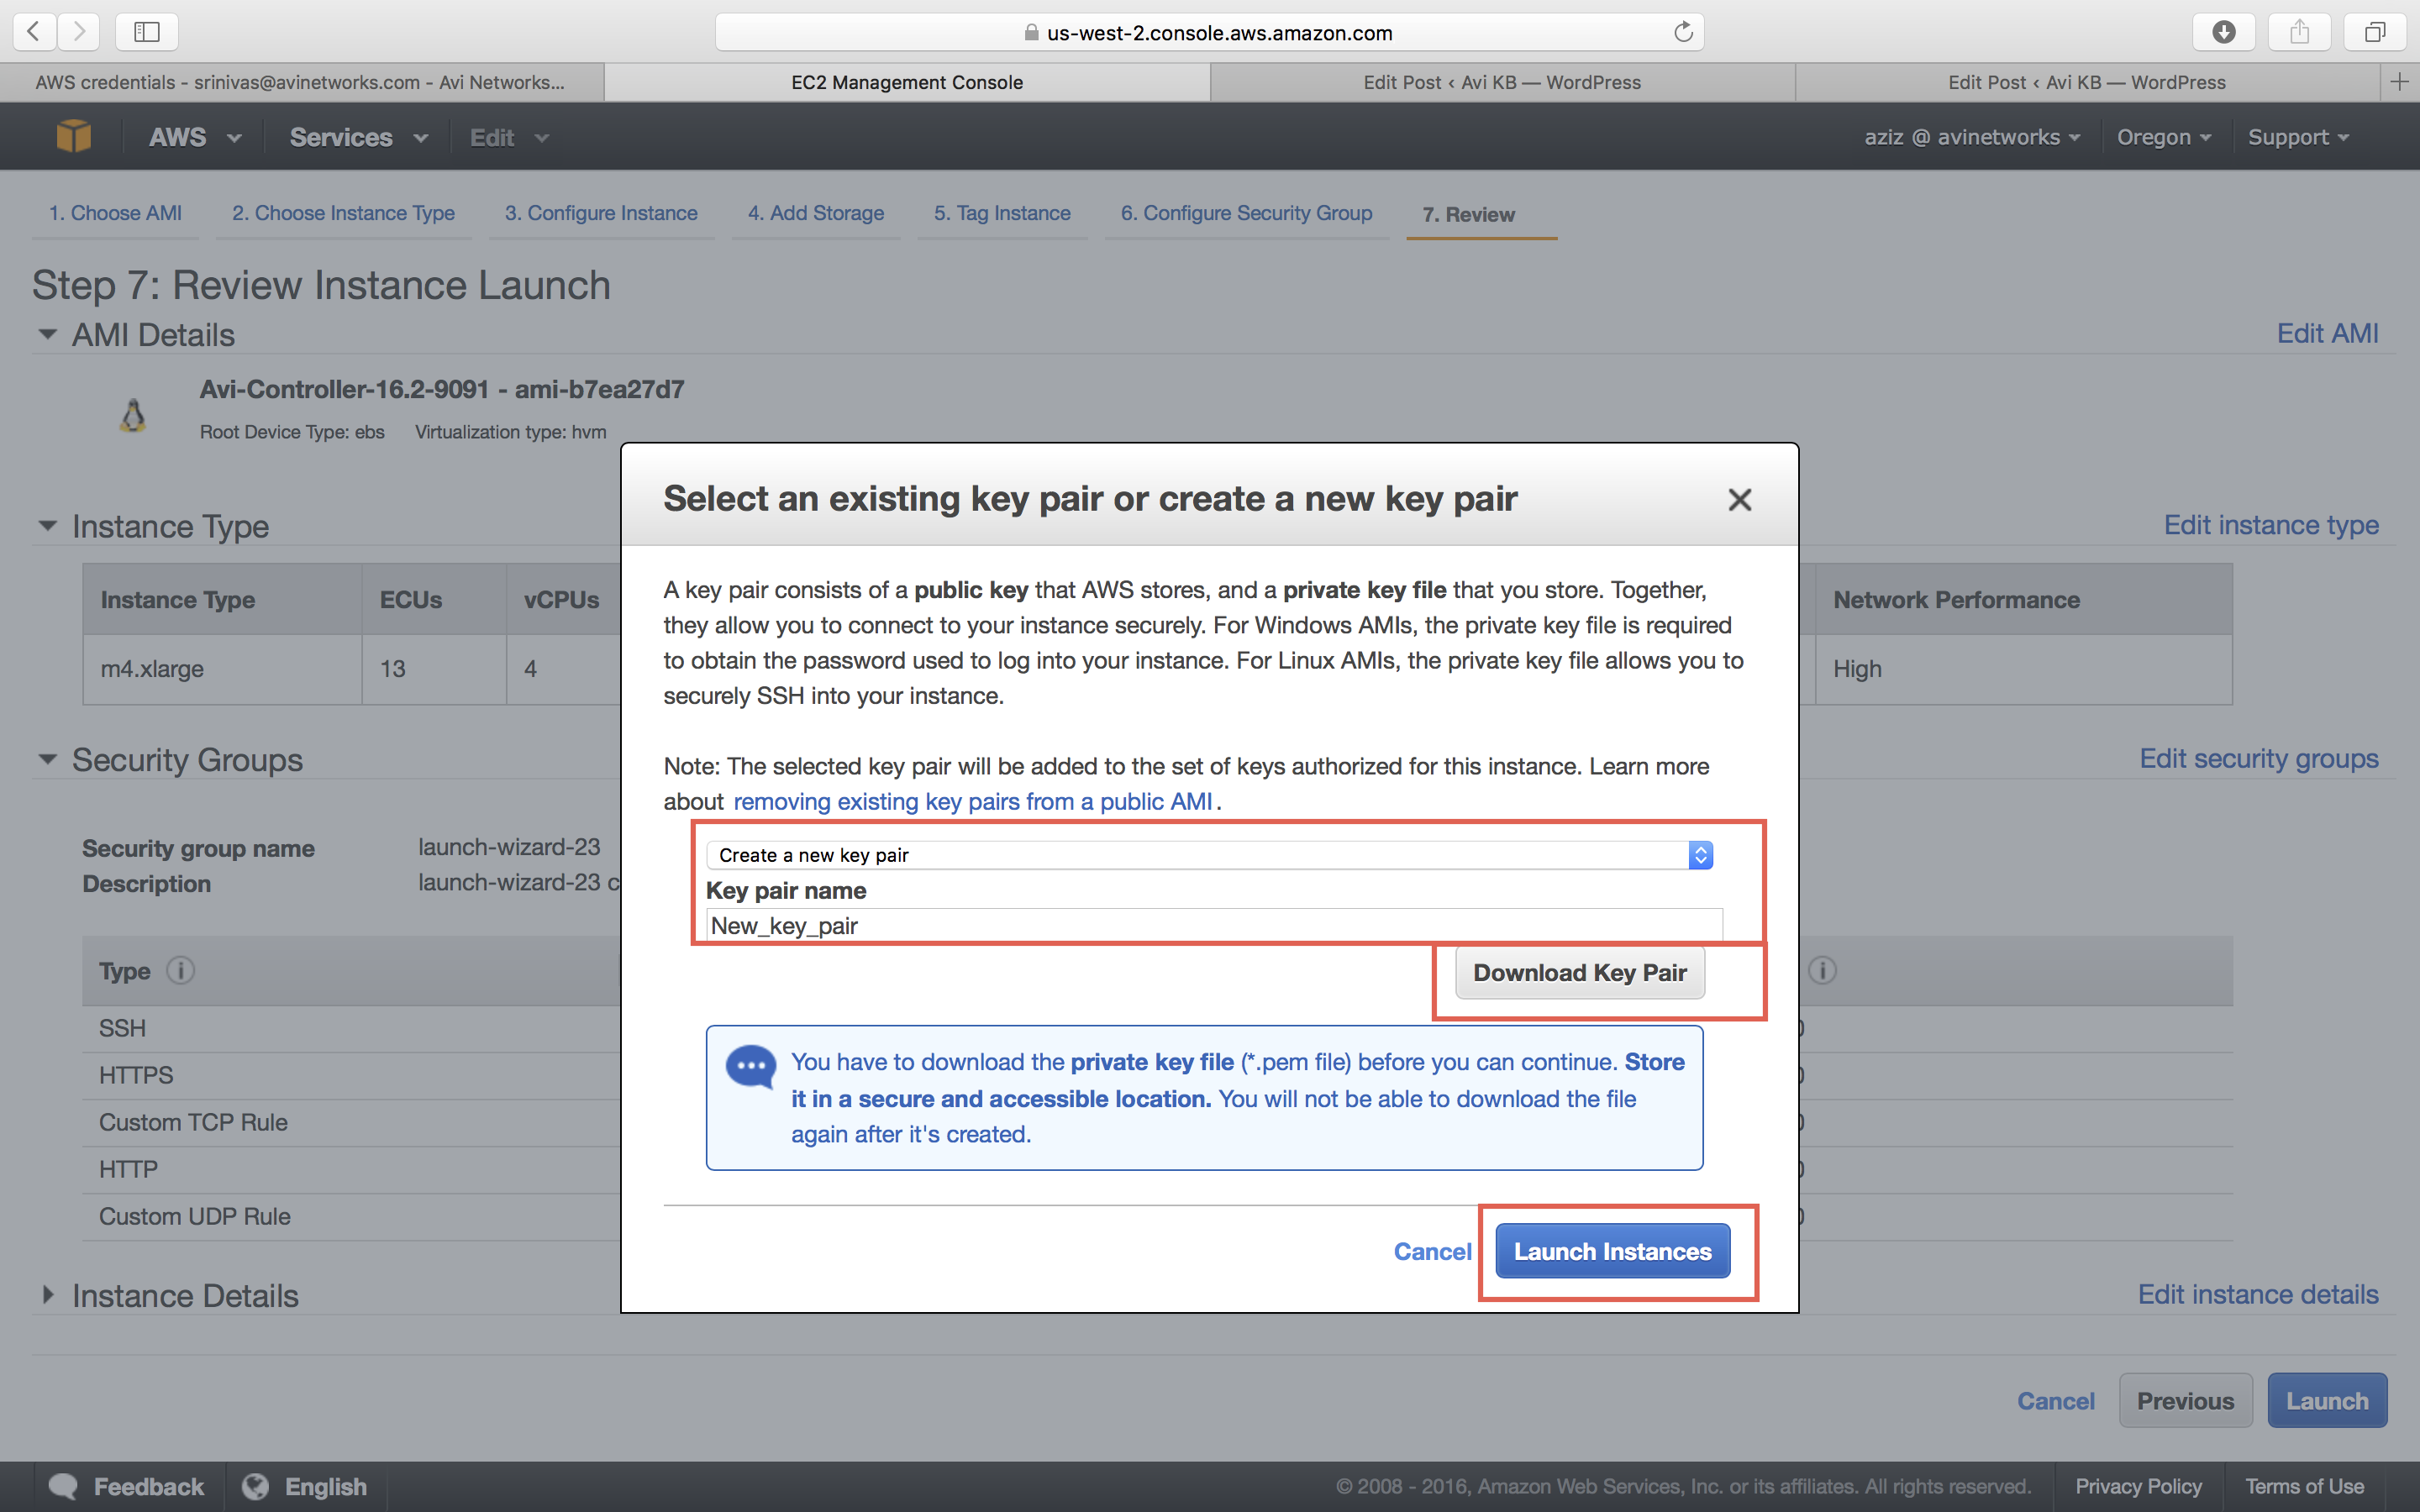 us-west-2.console.aws.amazon.com
AWS credentials - srinivas@avinetworks.com - Avi Networks...
EC2 Management Console
Edit Post ‹ Avi KB — WordPress
Edit Post ‹ Avi KB — WordPress
AWS
Services
Edit
aziz @ avinetworks
Oregon
Support
1. Choose AMI
2. Choose Instance Type
3. Configure Instance
4. Add Storage
5. Tag Instance
6. Configure Security Group
7. Review
Step 7: Review Instance Launch
AMI Details
Edit AMI
Avi-Controller-16.2-9091 - ami-b7ea27d7
Root Device Type: ebs Virtualization type: hvm
Instance Type
Edit instance type
Instance Type ECUs vCPUs Network Performance
m4.xlarge 13 4 High
Security Groups
Edit security groups
Security group name launch-wizard-23
Description launch-wizard-23 c
Type
SSH
HTTPS
Custom TCP Rule
HTTP
Custom UDP Rule
Instance Details
Edit instance details
Select an existing key pair or create a new key pair
A key pair consists of a public key that AWS stores, and a private key file that you store. Together,
they allow you to connect to your instance securely. For Windows AMIs, the private key file is required
to obtain the password used to log into your instance. For Linux AMIs, the private key file allows you to
securely SSH into your instance.
Note: The selected key pair will be added to the set of keys authorized for this instance. Learn more
about removing existing key pairs from a public AMI.
Create a new key pair
Key pair name
New_key_pair
Download Key Pair
You have to download the private key file (*.pem file) before you can continue. Store
it in a secure and accessible location. You will not be able to download the file
again after it's created.
Cancel
Launch Instances
Cancel
Previous
Launch
Feedback
English
© 2008 - 2016, Amazon Web Services, Inc. or its affiliates. All rights reserved.
Privacy Policy
Terms of Use